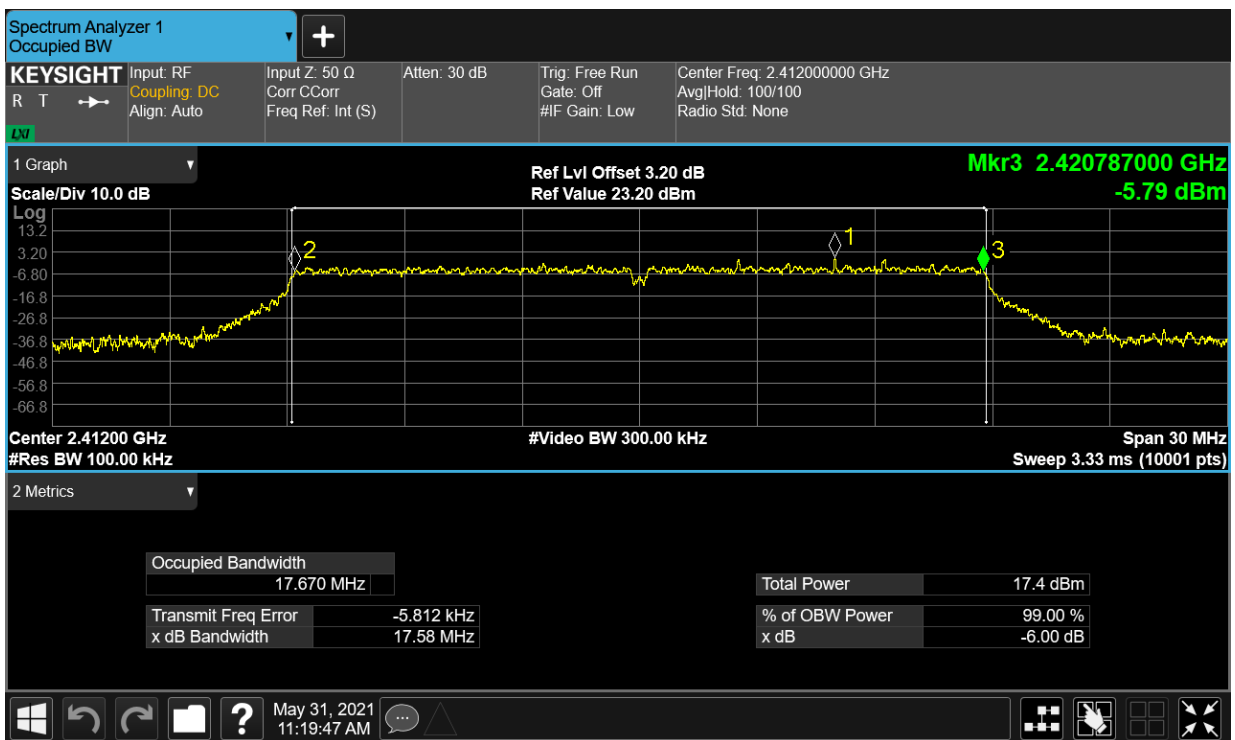 Spectrum Analyzer 1
Occupied BW
▼
+
KEYSIGHT
R T
LXI
Input: RF
Coupling: DC
Align: Auto
Input Z: 50 Ω
Corr CCorr
Freq Ref: Int (S)
Atten: 30 dB
Trig: Free Run
Gate: Off
#IF Gain: Low
Center Freq: 2.412000000 GHz
Avg|Hold: 100/100
Radio Std: None
1 Graph ▼
Scale/Div 10.0 dB
Ref Lvl Offset 3.20 dB
Ref Value 23.20 dBm
Mkr3 2.420787000 GHz
-5.79 dBm
Log
13.2
3.20
-6.80
-16.8
-26.8
-36.8
-46.8
-56.8
-66.8
2
1
3
Center 2.41200 GHz
#Res BW 100.00 kHz
#Video BW 300.00 kHz
Span 30 MHz
Sweep 3.33 ms (10001 pts)
2 Metrics ▼
Occupied Bandwidth
17.670 MHz
Transmit Freq Error -5.812 kHz
x dB Bandwidth 17.58 MHz
Total Power 17.4 dBm
% of OBW Power 99.00 %
x dB -6.00 dB
?
May 31, 2021
11:19:47 AM